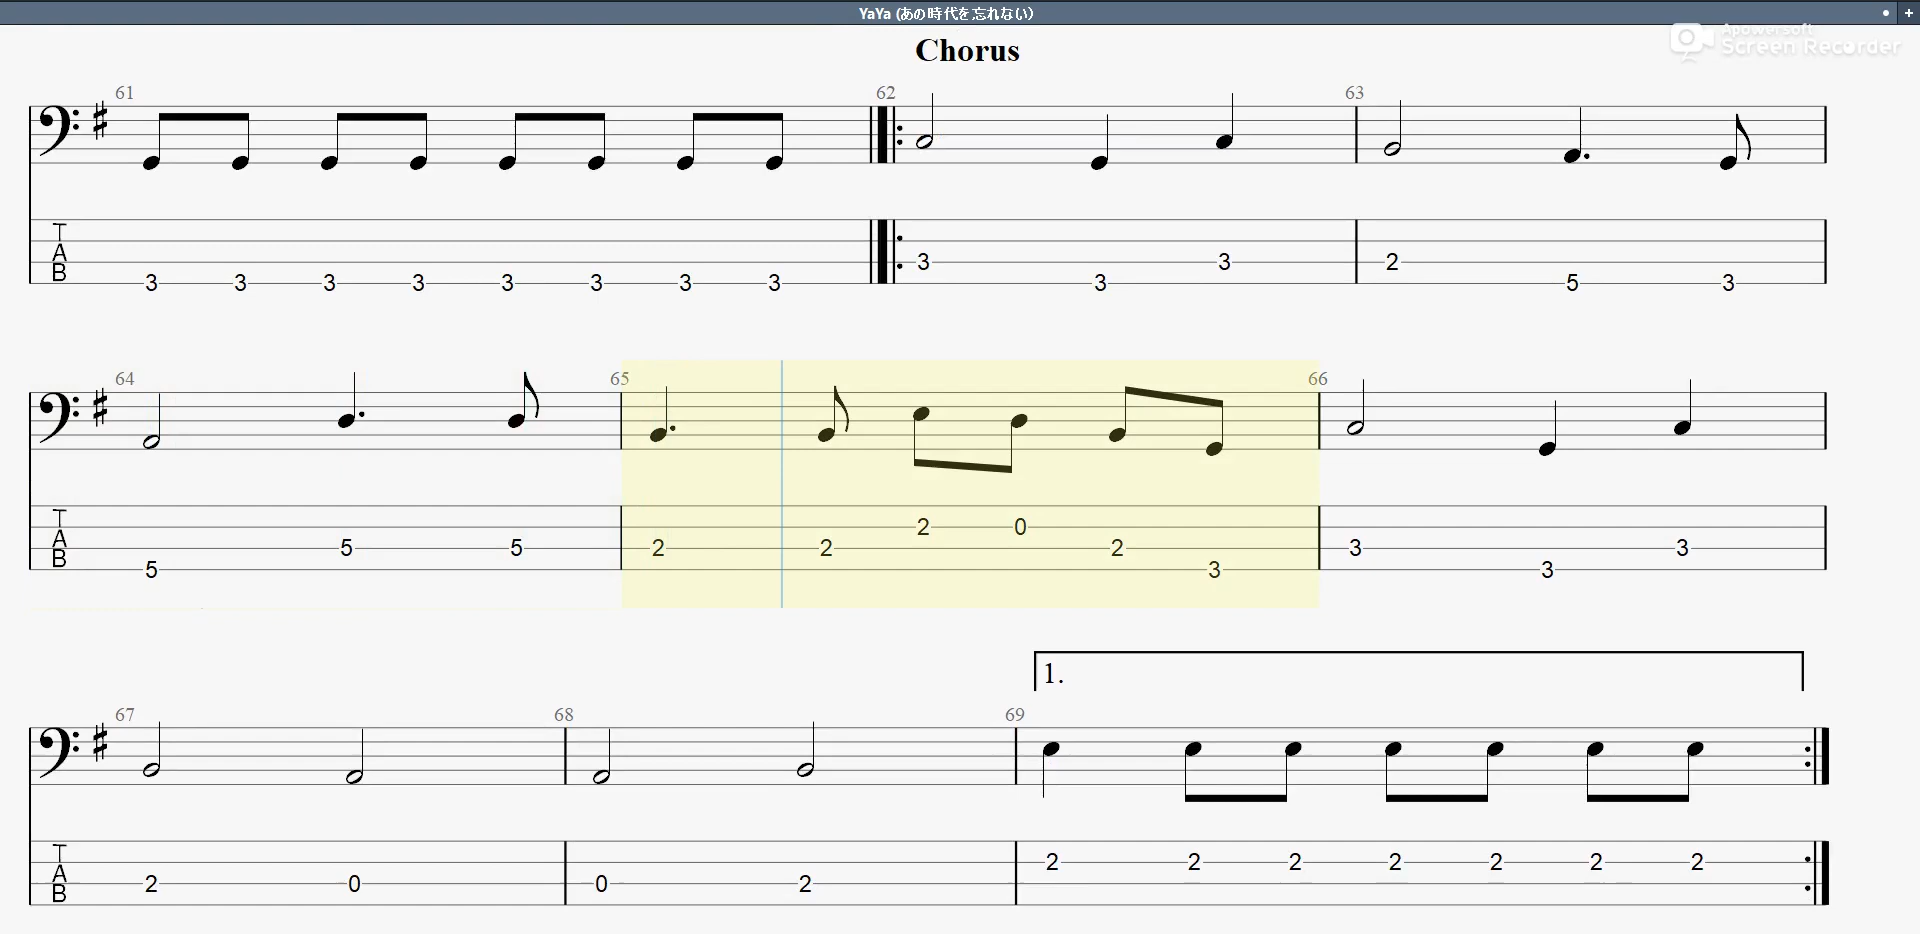 YaYa (あの時代を忘れない)
Apowersoft
Screen Recorder
Chorus
61 62 63
T
A
B
3 3 3 3 3 3 3 3 3 3 3 2 5 3
64 65 66
T
A
B
5 5 5 2 2 2 0 2 3 3 3 3
1.
67 68 69
T
A
B
2 0 0 2 2 2 2 2 2 2 2